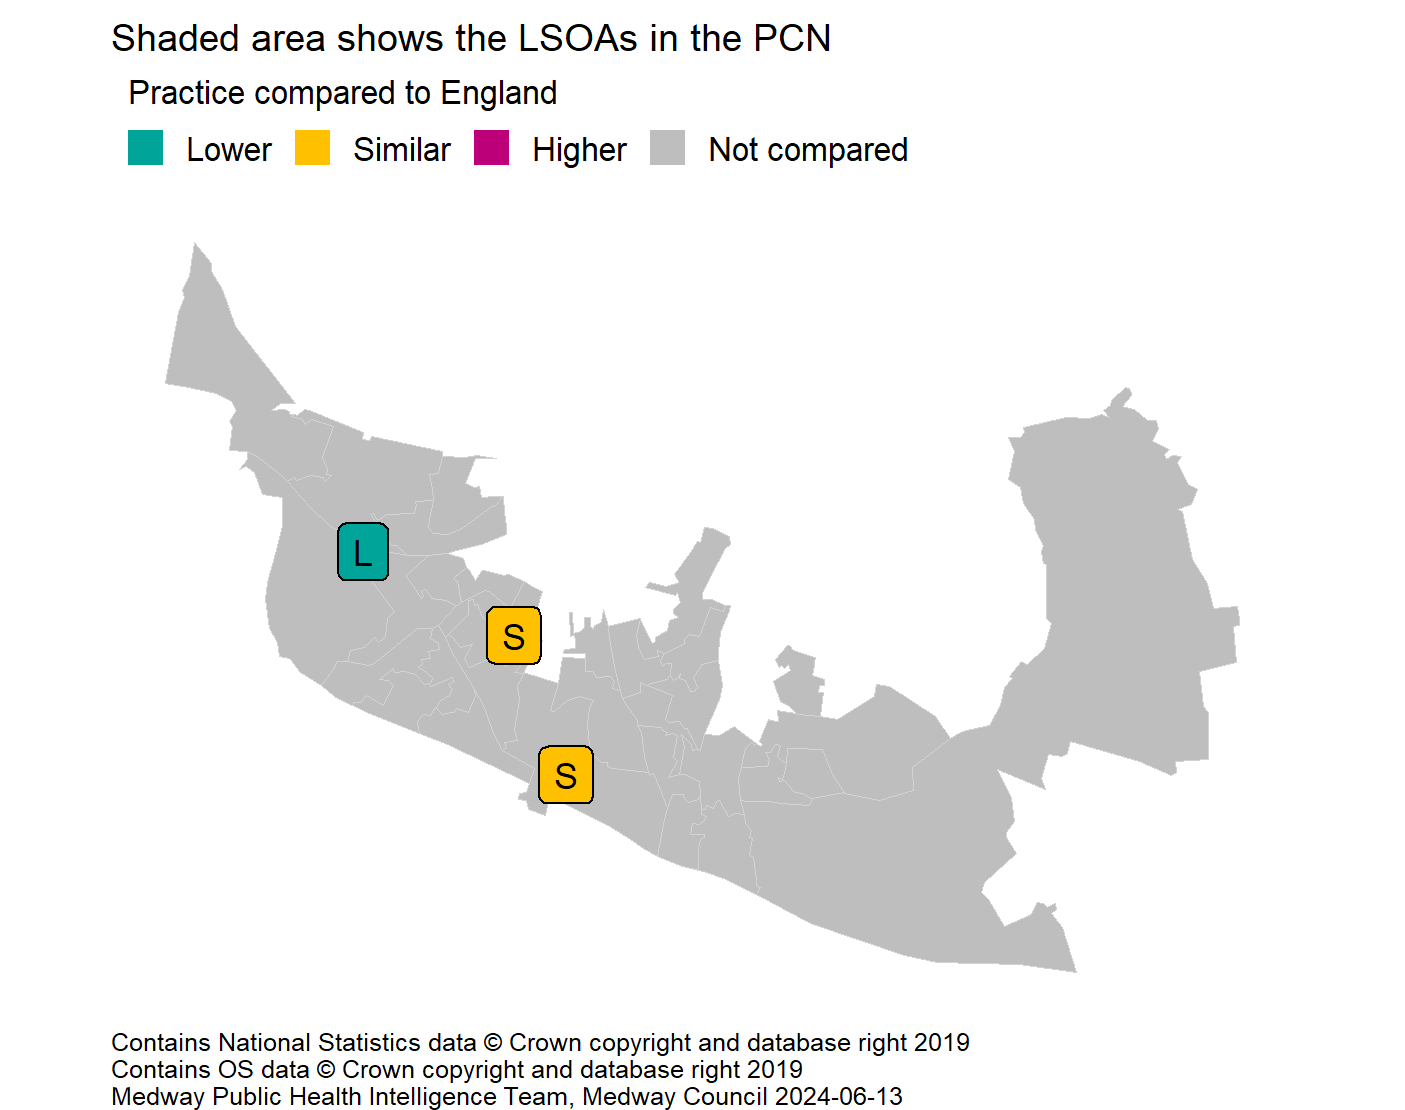 Shaded area shows the LSOAs in the PCN
Practice compared to England
Lower Similar Higher Not compared
L
S
S
Contains National Statistics data © Crown copyright and database right 2019
Contains OS data © Crown copyright and database right 2019
Medway Public Health Intelligence Team, Medway Council 2024-06-13